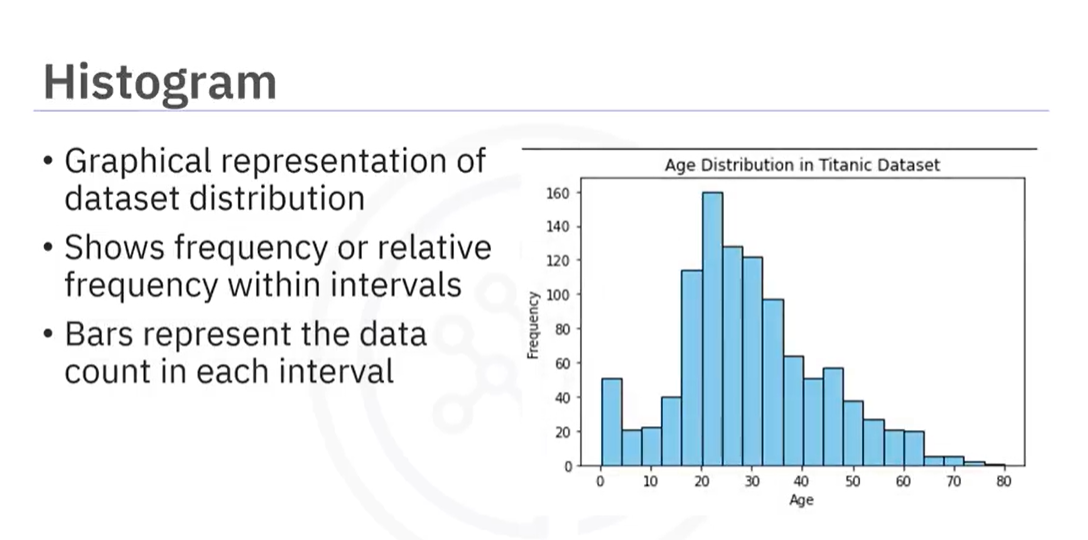 Histogram
• Graphical representation of
dataset distribution
• Shows frequency or relative
frequency within intervals
• Bars represent the data
count in each interval
Age Distribution in Titanic Dataset
160
140
120
100
80
60
40
20
0
Frequency
0 10 20 30 40 50 60 70 80
Age